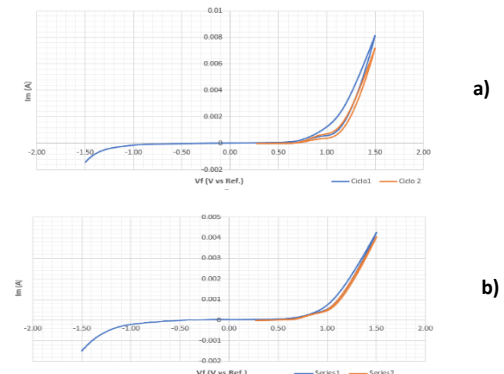 0.01
0.008
0.006
Im (A)
0.004
a)
0.002
0
-2.00 -1.50 -1.00 -0.50 0.00 0.50 1.00 1.50 2.00
-0.002
Vf (V vs Ref.)
Ciclo1 Ciclo 2
0.005
0.004
0.003
Im (A)
0.002
b)
0.001
0
-2.00 -1.50 -1.00 -0.50 0.00 0.50 1.00 1.50 2.00
-0.001
-0.002
Vf (V vs Ref.)
Series1 Series2